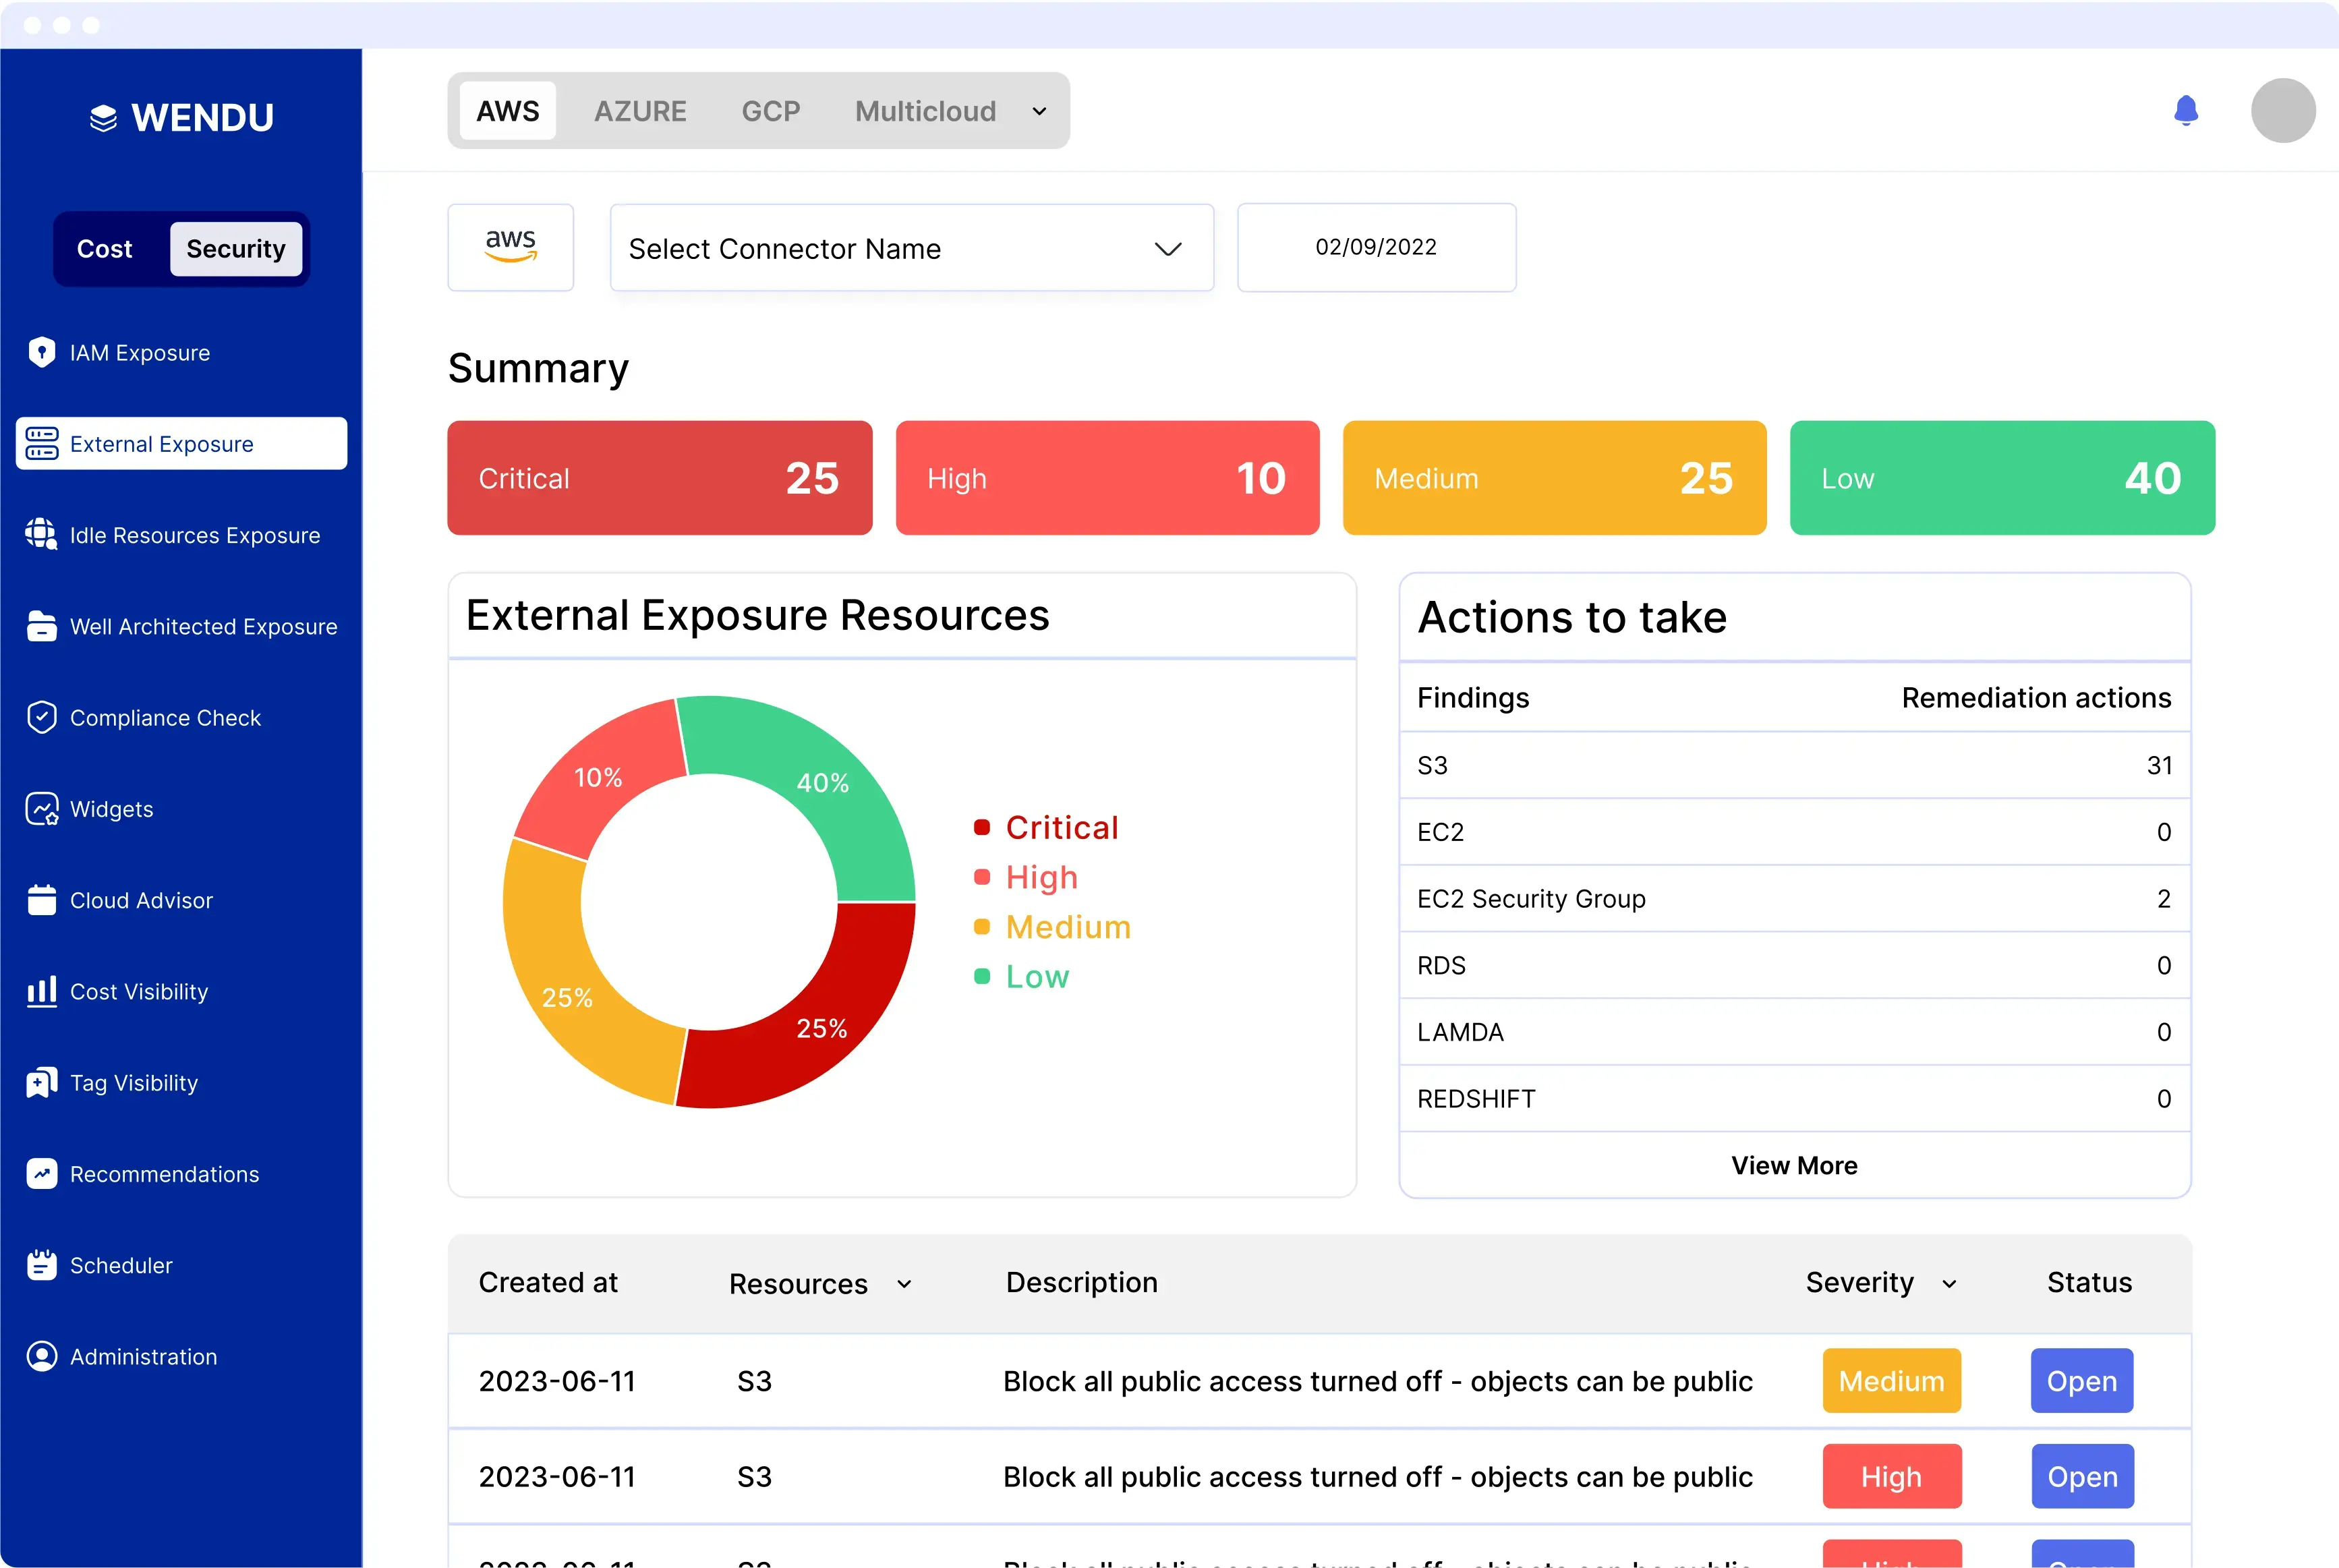 WENDU
Cost Security
IAM Exposure
External Exposure
Idle Resources Exposure
Well Architected Exposure
Compliance Check
Widgets
Cloud Advisor
Cost Visibility
Tag Visibility
Recommendations
Scheduler
Administration
AWS AZURE GCP Multicloud
aws Select Connector Name 02/09/2022
Summary
Critical 25 High 10 Medium 25 Low 40
External Exposure Resources
10%
40%
25%
25%
Critical
High
Medium
Low
Actions to take
Findings Remediation actions
S3 31
EC2 0
EC2 Security Group 2
RDS 0
LAMDA 0
REDSHIFT 0
View More
Created at Resources Description Severity Status
2023-06-11 S3 Block all public access turned off - objects can be public Medium Open
2023-06-11 S3 Block all public access turned off - objects can be public High Open